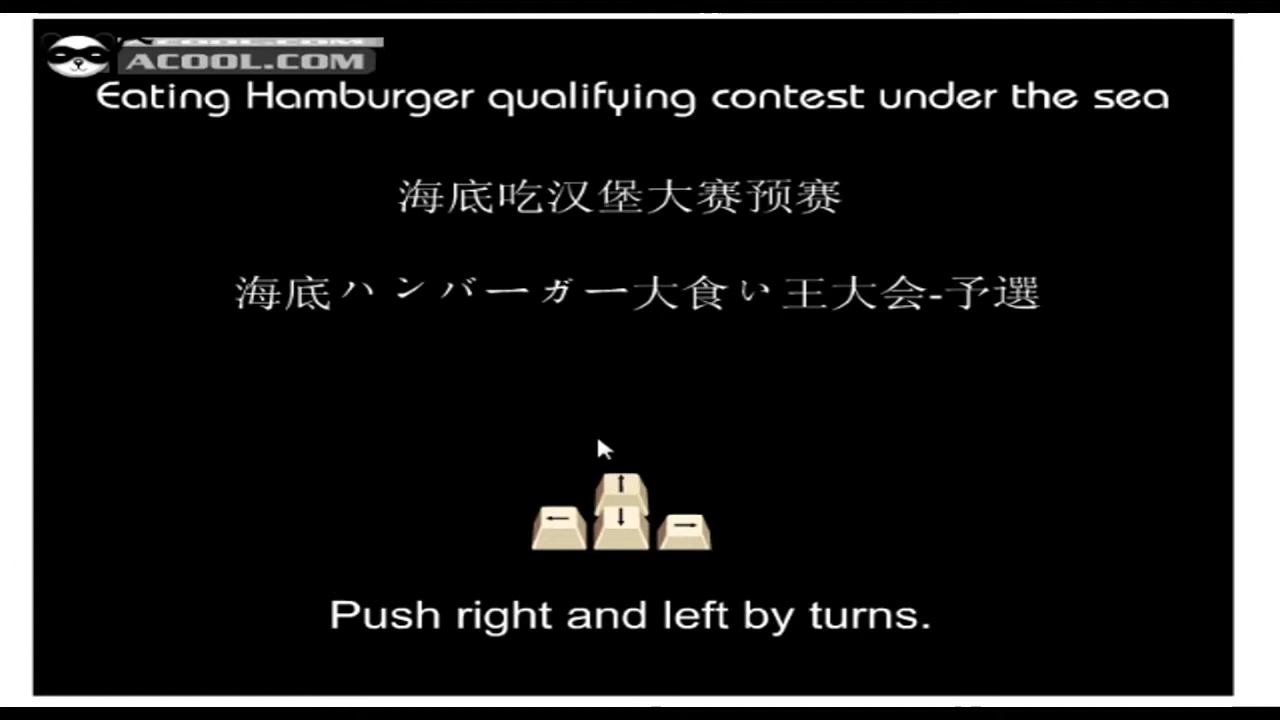 ACOOL.COM
Eating Hamburger qualifying contest under the sea
海底吃汉堡大赛预赛
海底ハンバーガー大食い王大会-予選
Push right and left by turns.